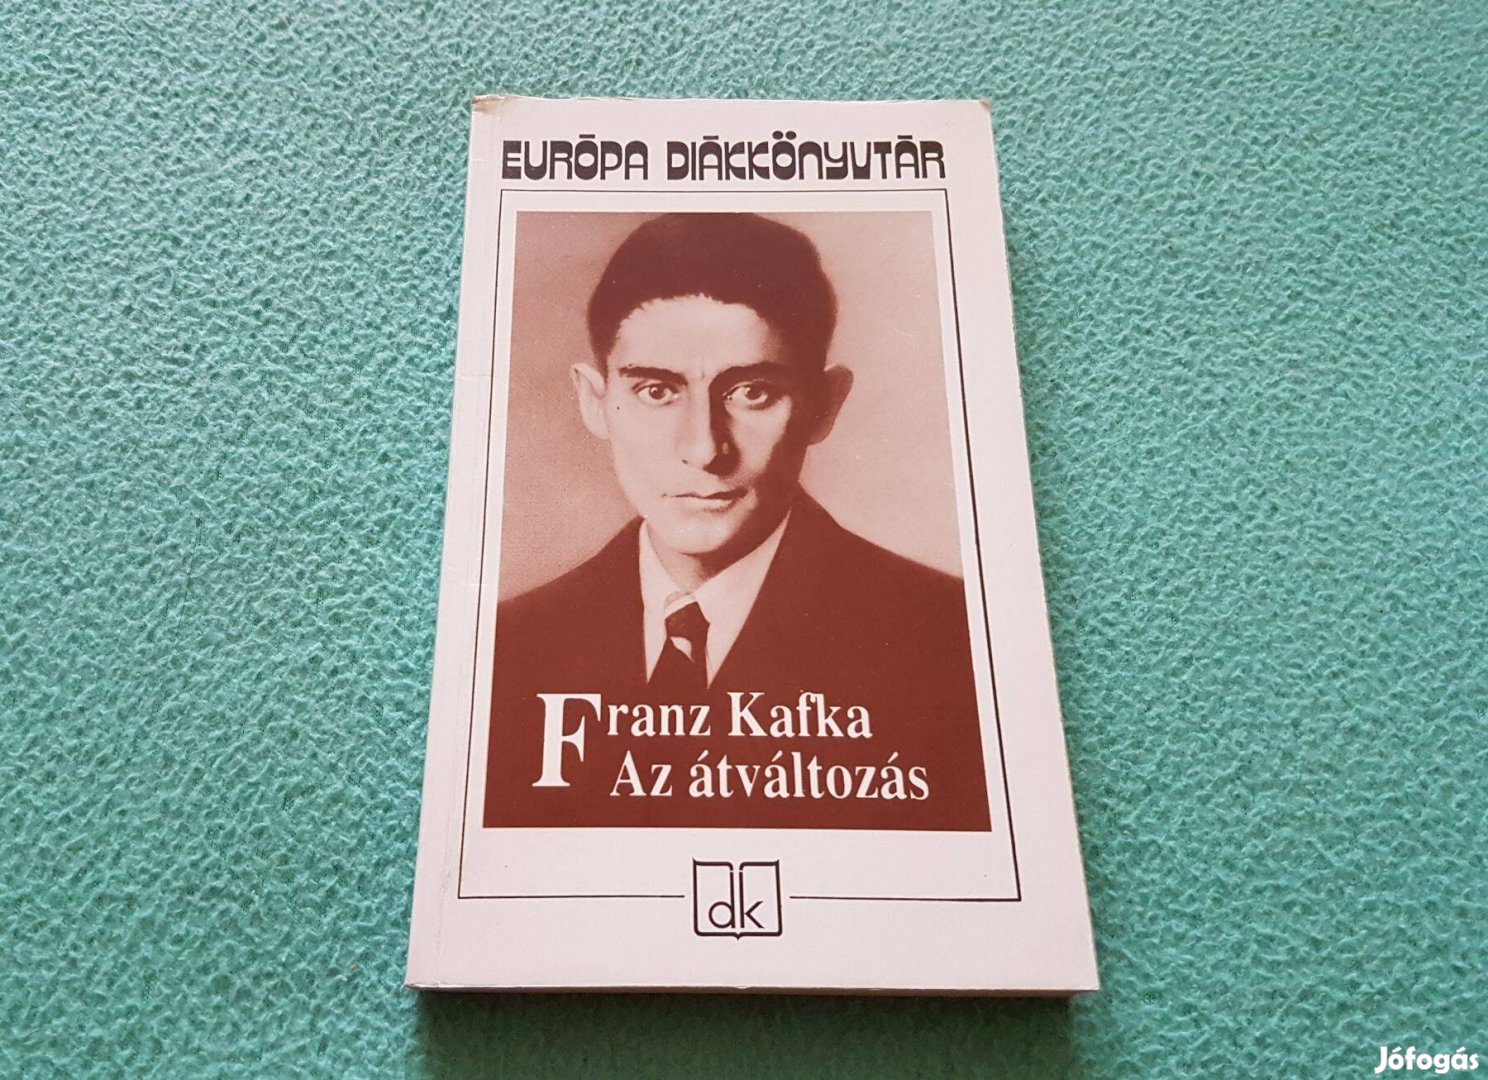 EURÓPA DIÁKKÖNYVTÁR
Franz Kafka
Az átváltozás
dk
Jófogás